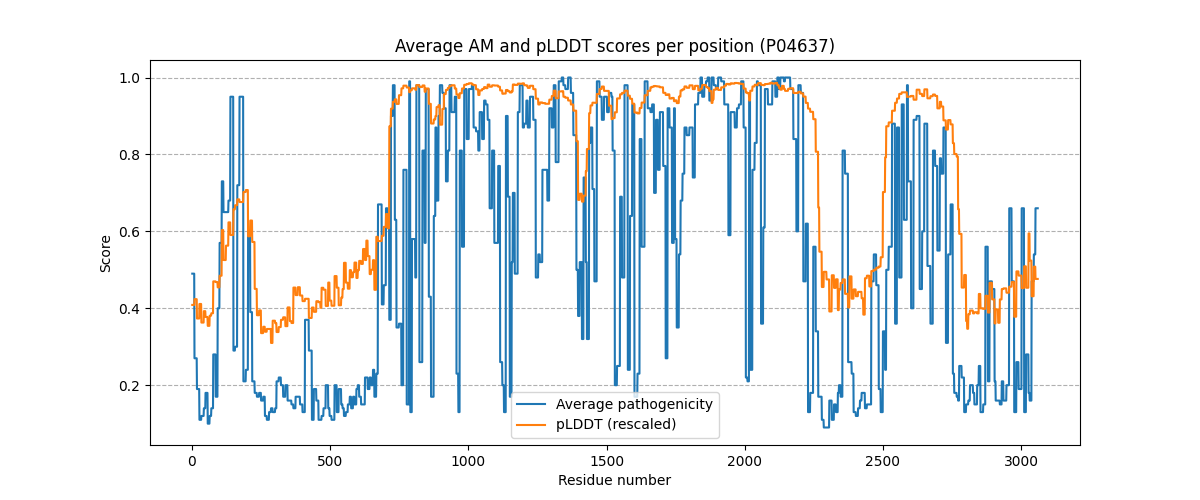 Average AM and pLDDT scores per position (P04637)
Score
1.0
0.8
0.6
0.4
0.2
Average pathogenicity
pLDDT (rescaled)
0 500 1000 1500 2000 2500 3000
Residue number